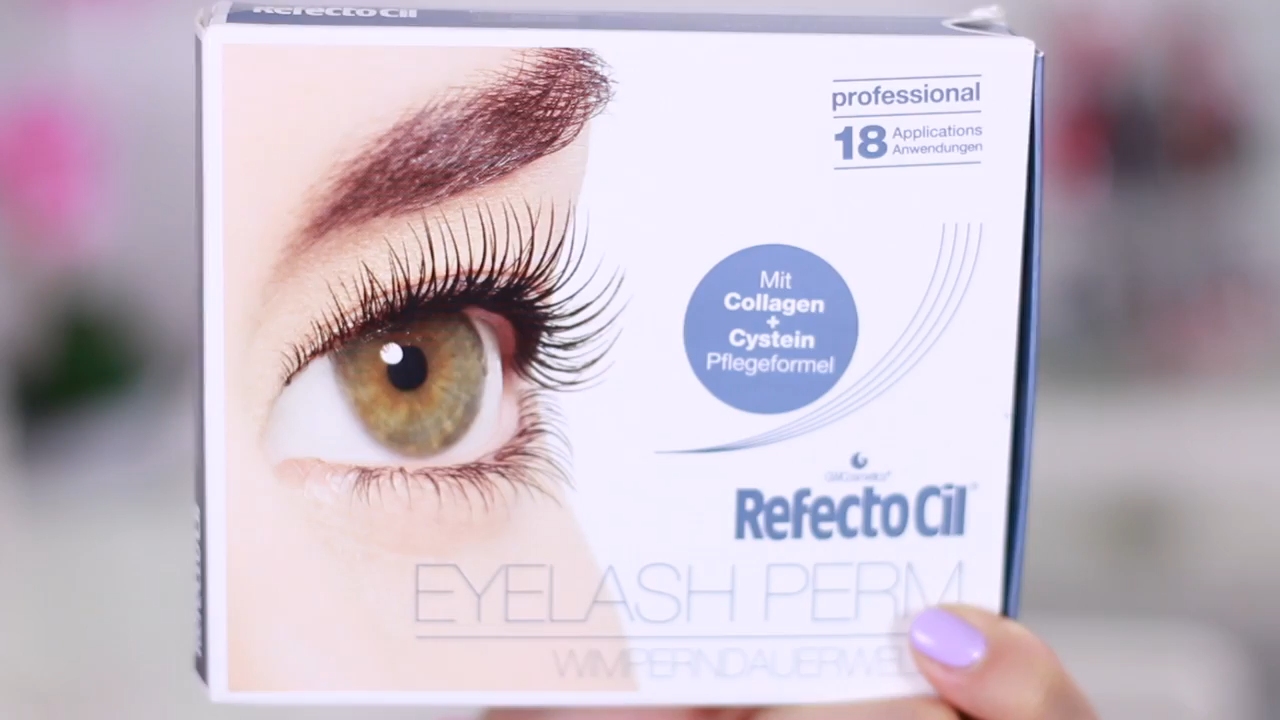 RefectoCil
professional
18 Applications
Anwendungen
Mit
Collagen
+
Cystein
Pflegeformel
RefectoCil
EYELASH PERM